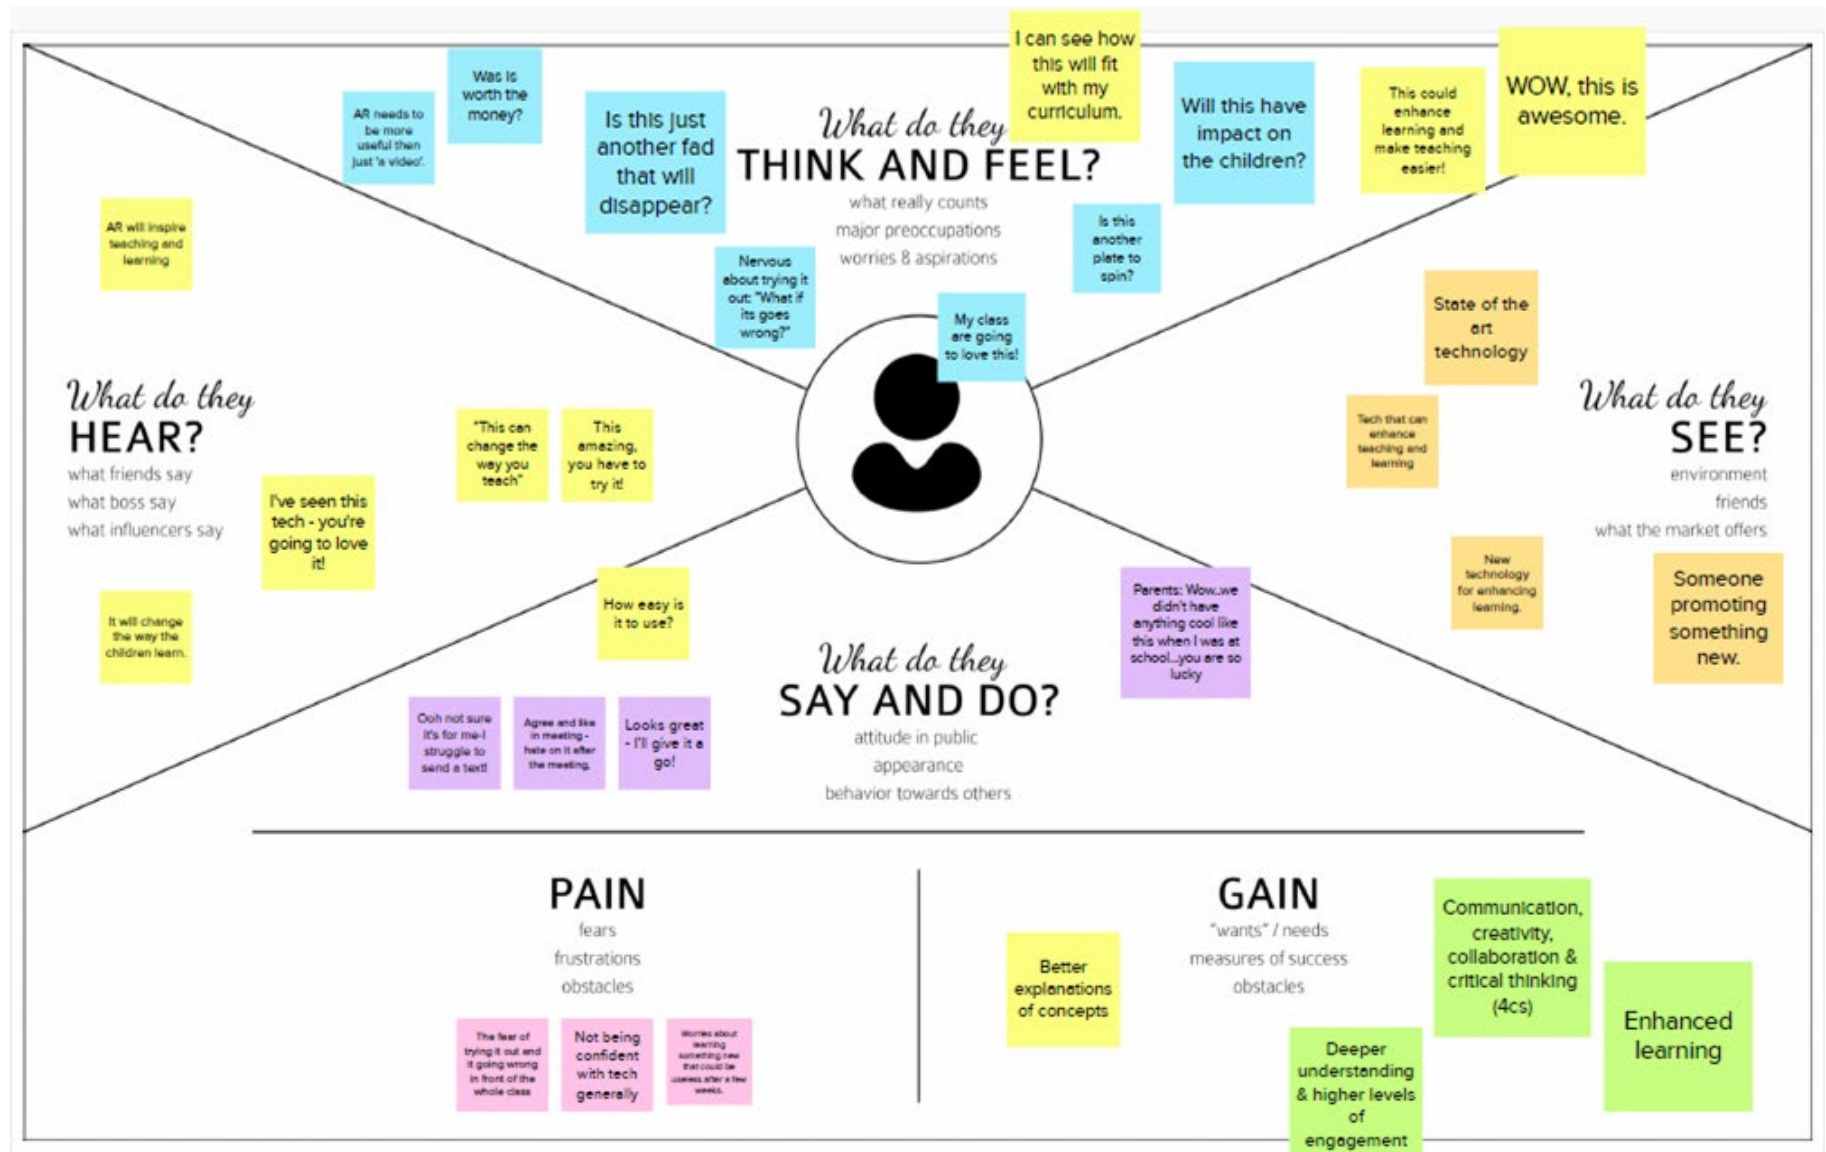 AR needs to
be more
useful then
just 'a video'.
Was is
worth the
money?
Is this just
another fad
that will
disappear?
Nervous
about trying it
out: "What if
its goes
wrong?"
What do they
THINK AND FEEL?
what really counts
major preoccupations
worries & aspirations
I can see how
this will fit
with my
curriculum.
Will this have
impact on
the children?
This could
enhance
learning and
make teaching
easier!
WOW, this is
awesome.
Is this
another
plate to
spin?
My class
are going
to love this!
AR will inspire
teaching and
learning
What do they
HEAR?
what friends say
what boss say
what influencers say
I've seen this
tech - you're
going to love
it!
"This can
change the
way you
teach"
This
amazing,
you have to
try it!
It will change
the way the
children learn.
State of the
art
technology
Tech that can
enhance
teaching and
learning
What do they
SEE?
environment
friends
what the market offers
New
technology
for enhancing
learning.
Someone
promoting
something
new.
How easy is
it to use?
Ooh not sure
it's for me-I
struggle to
send a text!
Agree and like
in meeting -
hate on it after
the meeting,
Looks great
- I'll give it a
go!
What do they
SAY AND DO?
attitude in public
appearance
behavior towards others
Parents: Wow..we
didn't have
anything cool like
this when I was at
school...you are so
lucky
PAIN
fears
frustrations
obstacles
The fear of
trying it out and
it going wrong
in front of the
whole class
Not being
confident
with tech
generally
Worries about
learning
something new
that could be
useless after a few
weeks.
GAIN
"wants" / needs
measures of success
obstacles
Better
explanations
of concepts
Communication,
creativity,
collaboration &
critical thinking
(4cs)
Deeper
understanding
& higher levels
of
engagement
Enhanced
learning